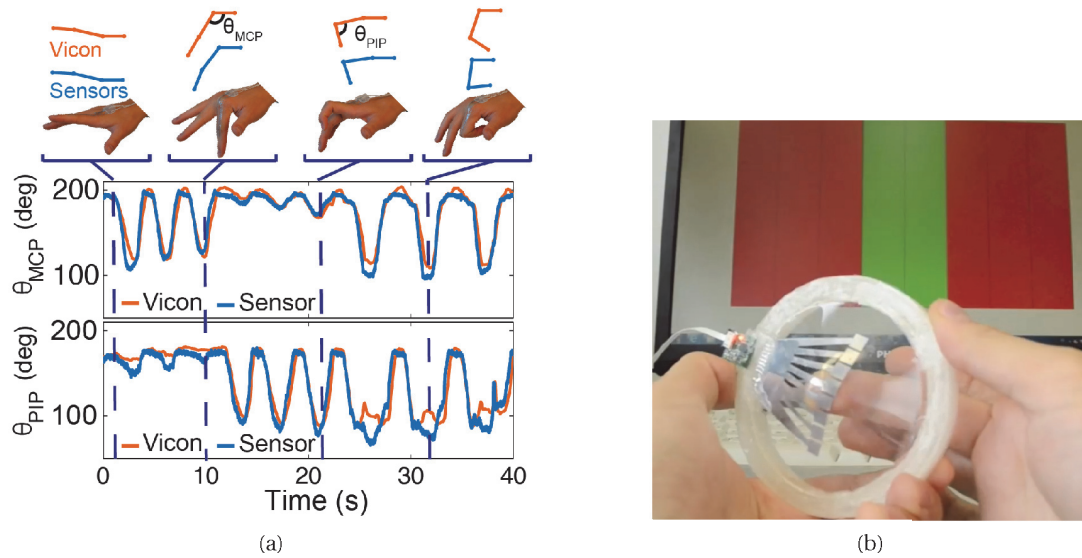 θMCP
θPIP
Vicon
Sensors
200
100
θMCP (deg)
Vicon Sensor
200
100
θPIP (deg)
Vicon Sensor
0 10 20 30 40
Time (s)
(a)
(b)